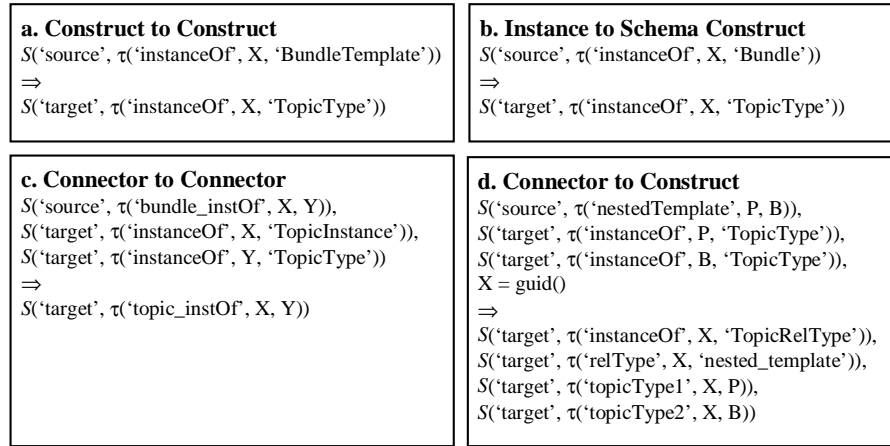 a. Construct to Construct
S(‘source’, τ(‘instanceOf’, X, ‘BundleTemplate’))
⇒
S(‘target’, τ(‘instanceOf’, X, ‘TopicType’))
b. Instance to Schema Construct
S(‘source’, τ(‘instanceOf’, X, ‘Bundle’))
⇒
S(‘target’, τ(‘instanceOf’, X, ‘TopicType’))
c. Connector to Connector
S(‘source’, τ(‘bundle_instOf’, X, Y)),
S(‘target’, τ(‘instanceOf’, X, ‘TopicInstance’)),
S(‘target’, τ(‘instanceOf’, Y, ‘TopicType’))
⇒
S(‘target’, τ(‘topic_instOf’, X, Y))
d. Connector to Construct
S(‘source’, τ(‘nestedTemplate’, P, B)),
S(‘target’, τ(‘instanceOf’, P, ‘TopicType’)),
S(‘target’, τ(‘instanceOf’, B, ‘TopicType’)),
X = guid()
⇒
S(‘target’, τ(‘instanceOf’, X, ‘TopicRelType’)),
S(‘target’, τ(‘relType’, X, ‘nested_template’)),
S(‘target’, τ(‘topicType1’, X, P)),
S(‘target’, τ(‘topicType2’, X, B))